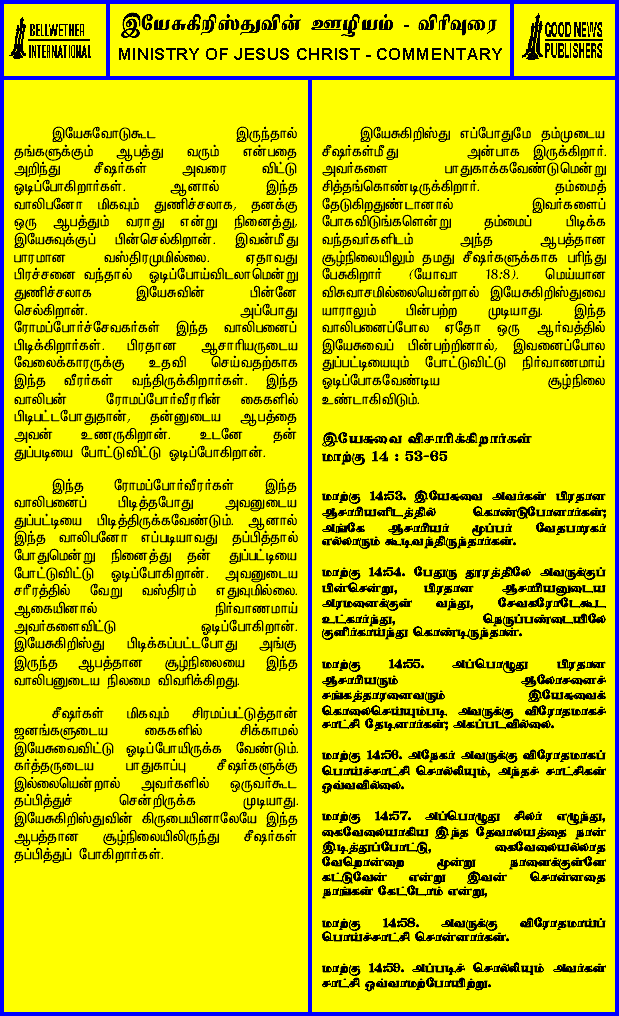 BELLWETHER
INTERNATIONAL
இயேசுகிறிஸ்துவின் ஊழியம் - விரிவுரை
MINISTRY OF JESUS CHRIST - COMMENTARY
GOOD NEWS
PUBLISHERS
இயேசுவோடுகூட இருந்தால்
தங்களுக்கும் ஆபத்து வரும் என்பதை
அறிந்து சீஷர்கள் அவரை விட்டு
ஓடிப்போகிறார்கள். ஆனால் இந்த
வாலிபனோ மிகவும் துணிச்சலாக, தனக்கு
ஒரு ஆபத்தும் வராது என்று நினைத்து,
இயேசுவுக்குப் பின்செல்கிறான். இவன்மீது
பாரமான வஸ்திரமுமில்லை. ஏதாவது
பிரச்சனை வந்தால் ஓடிப்போய்விடலாமென்று
துணிச்சலாக இயேசுவின் பின்னே
செல்கிறான். அப்போது
ரோமப்போர்ச்சேவகர்கள் இந்த வாலிபனைப்
பிடிக்கிறார்கள். பிரதான ஆசாரியருடைய
வேலைக்காரருக்கு உதவி செய்வதற்காக
இந்த வீரர்கள் வந்திருக்கிறார்கள். இந்த
வாலிபன் ரோமப்போர்வீரரின் கைகளில்
பிடிபட்டபோதுதான், தன்னுடைய ஆபத்தை
அவன் உணருகிறான். உடனே தன்
துப்படியை போட்டுவிட்டு ஓடிப்போகிறான்.
இந்த ரோமப்போர்வீரர்கள் இந்த
வாலிபனைப் பிடித்தபோது அவனுடைய
துப்பட்டியை பிடித்திருக்கவேண்டும். ஆனால்
இந்த வாலிபனோ எப்படியாவது தப்பித்தால்
போதுமென்று நினைத்து தன் துப்பட்டியை
போட்டுவிட்டு ஓடிப்போகிறான். அவனுடைய
சரீரத்தில் வேறு வஸ்திரம் எதுவுமில்லை.
ஆகையினால் நிர்வாணமாய்
அவர்களைவிட்டு ஓடிப்போகிறான்.
இயேசுகிறிஸ்து பிடிக்கப்பட்டபோது அங்கு
இருந்த ஆபத்தான சூழ்நிலையை இந்த
வாலிபனுடைய நிலமை விவரிக்கிறது.
சீஷர்கள் மிகவும் சிரமப்பட்டுத்தான்
ஜனங்களுடைய கைகளில் சிக்காமல்
இயேசுவைவிட்டு ஓடிப்போயிருக்க வேண்டும்.
கர்த்தருடைய பாதுகாப்பு சீஷர்களுக்கு
இல்லையென்றால் அவர்களில் ஒருவர்கூட
தப்பித்துச் சென்றிருக்க முடியாது.
இயேசுகிறிஸ்துவின் கிருபையினாலேயே இந்த
ஆபத்தான சூழ்நிலையிலிருந்து சீஷர்கள்
தப்பித்துப் போகிறார்கள்.
இயேசுகிறிஸ்து எப்போதுமே தம்முடைய
சீஷர்கள்மீது அன்பாக இருக்கிறார்.
அவர்களை பாதுகாக்கவேண்டுமென்று
சித்தங்கொண்டிருக்கிறார். தம்மைத்
தேடுகிறதுண்டானால் இவர்களைப்
போகவிடுங்களென்று தம்மைப் பிடிக்க
வந்தவர்களிடம் அந்த ஆபத்தான
சூழ்நிலையிலும் தமது சீஷர்களுக்காக பரிந்து
பேசுகிறார் (யோவா 18:8). மெய்யான
விசுவாசமில்லையென்றால் இயேசுகிறிஸ்துவை
யாராலும் பின்பற்ற முடியாது. இந்த
வாலிபனைப்போல ஏதோ ஒரு ஆர்வத்தில்
இயேசுவைப் பின்பற்றினால், இவனைப்போல
துப்பட்டியையும் போட்டுவிட்டு நிர்வாணமாய்
ஓடிப்போகவேண்டிய சூழ்நிலை
உண்டாகிவிடும்.
இயேசுவை விசாரிக்கிறார்கள்
மாற்கு 14 : 53-65
மாற்கு 14:53. இயேசுவை அவர்கள் பிரதான
ஆசாரியனிடத்தில் கொண்டுபோனார்கள்;
அங்கே ஆசாரியர் மூப்பர் வேதபாரகர்
எல்லாரும் கூடிவந்திருந்தார்கள்.
மாற்கு 14:54. பேதுரு தூரத்திலே அவருக்குப்
பின்சென்று, பிரதான ஆசாரியனுடைய
அரமனைக்குள் வந்து, சேவகரோடேகூட
உட்கார்ந்து, நெருப்பண்டையிலே
குளிர்காய்ந்து கொண்டிருந்தான்.
மாற்கு 14:55. அப்பொழுது பிரதான
ஆசாரியரும் ஆலோசனைச்
சங்கத்தாரனைவரும் இயேசுவைக்
கொலைசெய்யும்படி அவருக்கு விரோதமாகச்
சாட்சி தேடினார்கள்; அகப்படவில்லை.
மாற்கு 14:56. அநேகர் அவருக்கு விரோதமாகப்
பொய்ச்சாட்சி சொல்லியும், அந்தச் சாட்சிகள்
ஒவ்வவில்லை.
மாற்கு 14:57. அப்பொழுது சிலர் எழுந்து,
கைவேலையாகிய இந்த தேவாலயத்தை நான்
இடித்துப்போட்டு, கைவேலையல்லாத
வேறொன்றை மூன்று நாளைக்குள்ளே
கட்டுவேன் என்று இவன் சொன்னதை
நாங்கள் கேட்டோம் என்று,
மாற்கு 14:58. அவருக்கு விரோதமாய்ப்
பொய்ச்சாட்சி சொன்னார்கள்.
மாற்கு 14:59. அப்படிச் சொல்லியும் அவர்கள்
சாட்சி ஒவ்வாமற்போயிற்று.